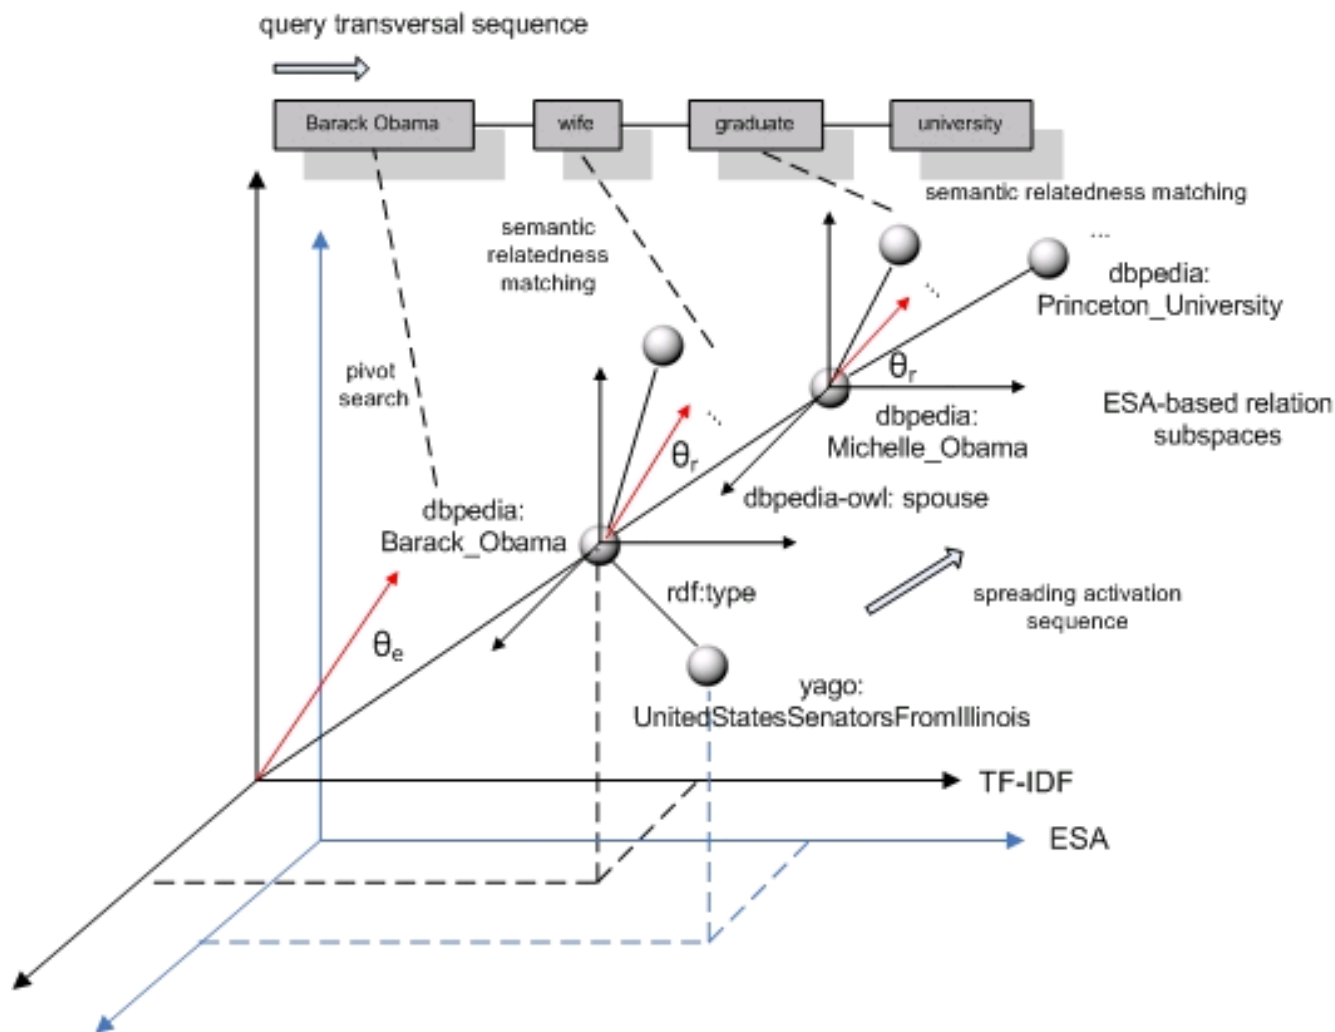 query transversal sequence
Barack Obama
wife
graduate
university
semantic relatedness matching
semantic
relatedness
matching
...
dbpedia:
Princeton_University
...
pivot
search
θr
ESA-based relation
subspaces
dbpedia:
Michelle_Obama
...
θr
dbpedia-owl: spouse
dbpedia:
Barack_Obama
rdf:type
spreading activation
sequence
θe
yago:
UnitedStatesSenatorsFromIllinois
TF-IDF
ESA